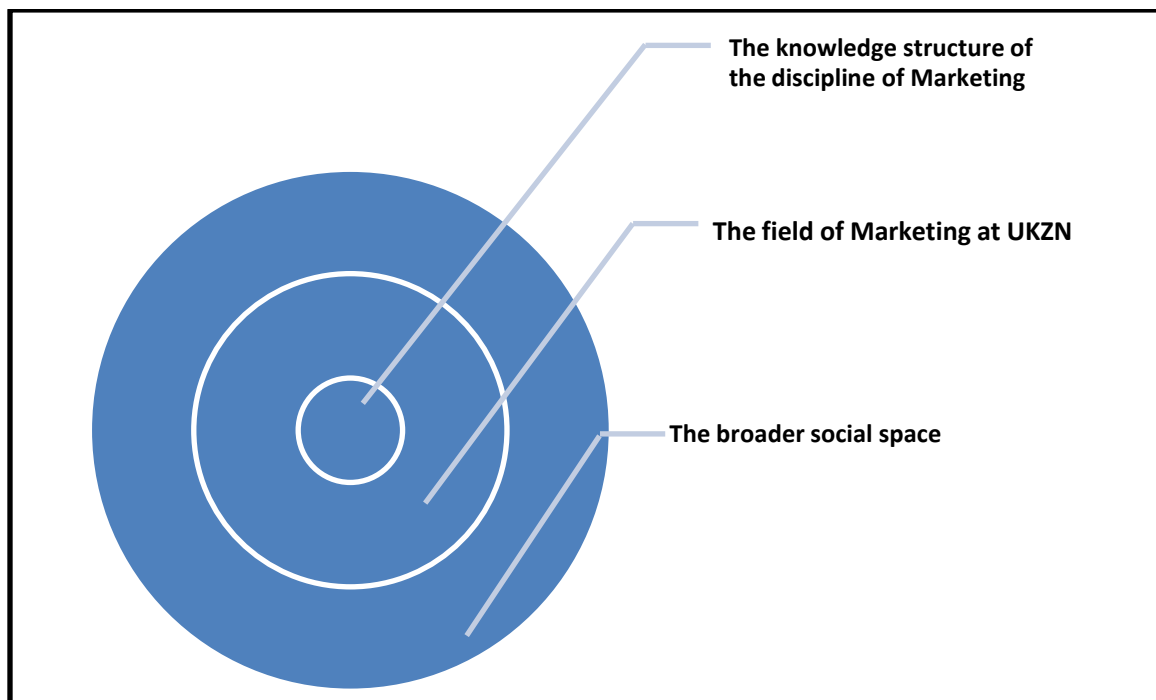 The knowledge structure of
the discipline of Marketing
The field of Marketing at UKZN
The broader social space